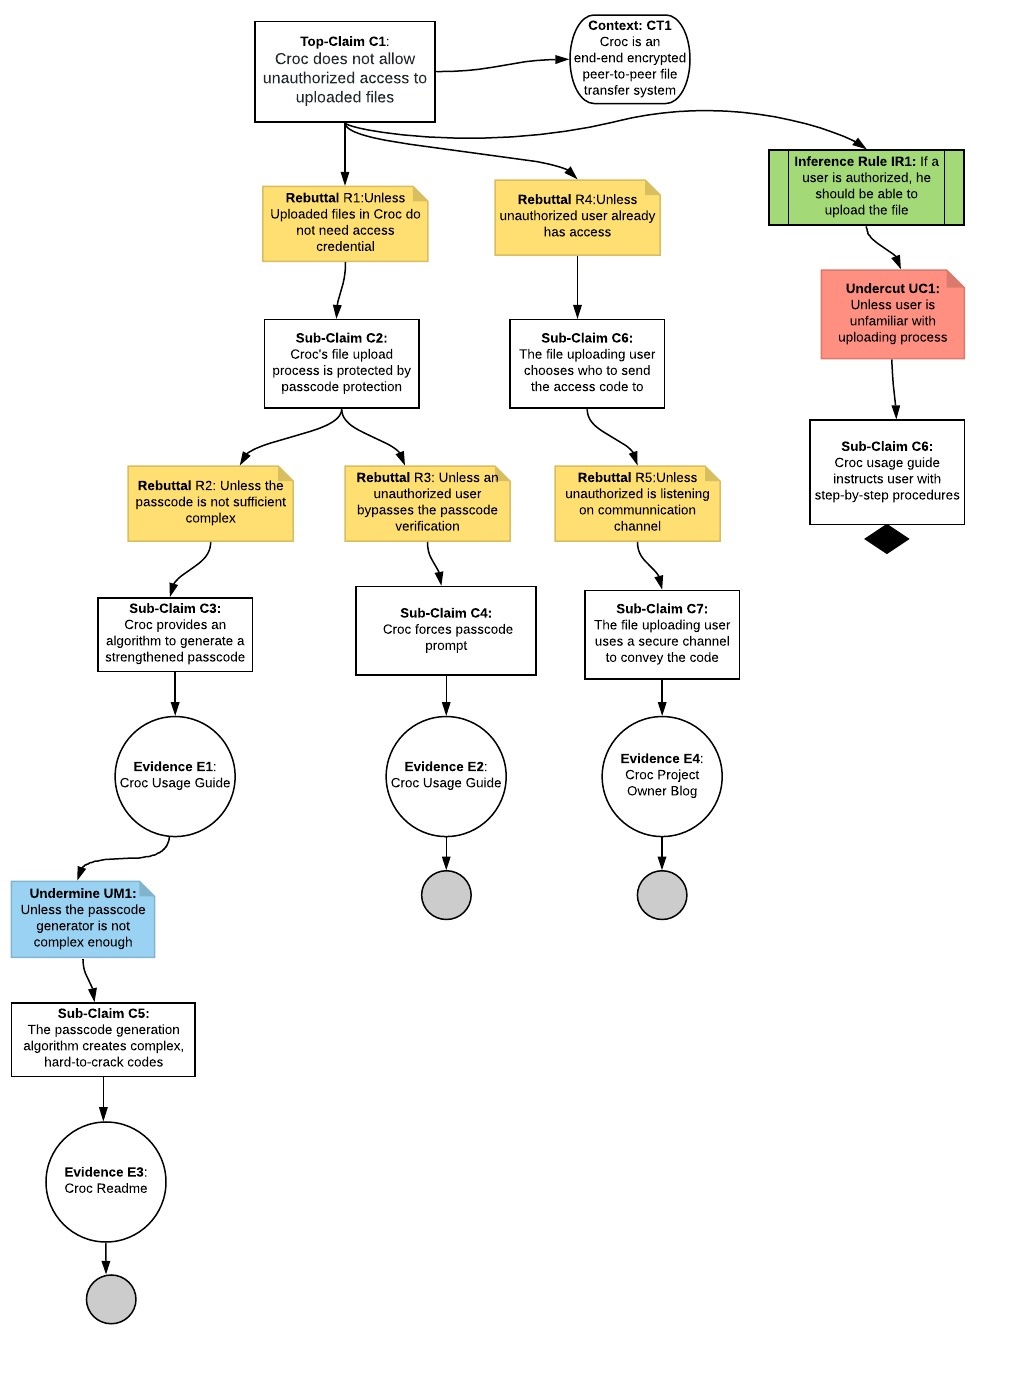 Top-Claim C1:
Croc does not allow
unauthorized access to
uploaded files
Context: CT1
Croc is an
end-end encrypted
peer-to-peer file
transfer system
Inference Rule IR1: If a
user is authorized, he
should be able to
upload the file
Rebuttal R1:Unless
Uploaded files in Croc do
not need access
credential
Rebuttal R4:Unless
unauthorized user already
has access
Undercut UC1:
Unless user is
unfamiliar with
uploading process
Sub-Claim C2:
Croc's file upload
process is protected by
passcode protection
Sub-Claim C6:
The file uploading user
chooses who to send
the access code to
Sub-Claim C6:
Croc usage guide
instructs user with
step-by-step procedures
Rebuttal R2: Unless the
passcode is not sufficient
complex
Rebuttal R3: Unless an
unauthorized user
bypasses the passcode
verification
Rebuttal R5:Unless
unauthorized is listening
on communnication
channel
Sub-Claim C3:
Croc provides an
algorithm to generate a
strengthened passcode
Sub-Claim C4:
Croc forces passcode
prompt
Sub-Claim C7:
The file uploading user
uses a secure channel
to convey the code
Evidence E1:
Croc Usage Guide
Evidence E2:
Croc Usage Guide
Evidence E4:
Croc Project
Owner Blog
Undermine UM1:
Unless the passcode
generator is not
complex enough
Sub-Claim C5:
The passcode generation
algorithm creates complex,
hard-to-crack codes
Evidence E3:
Croc Readme